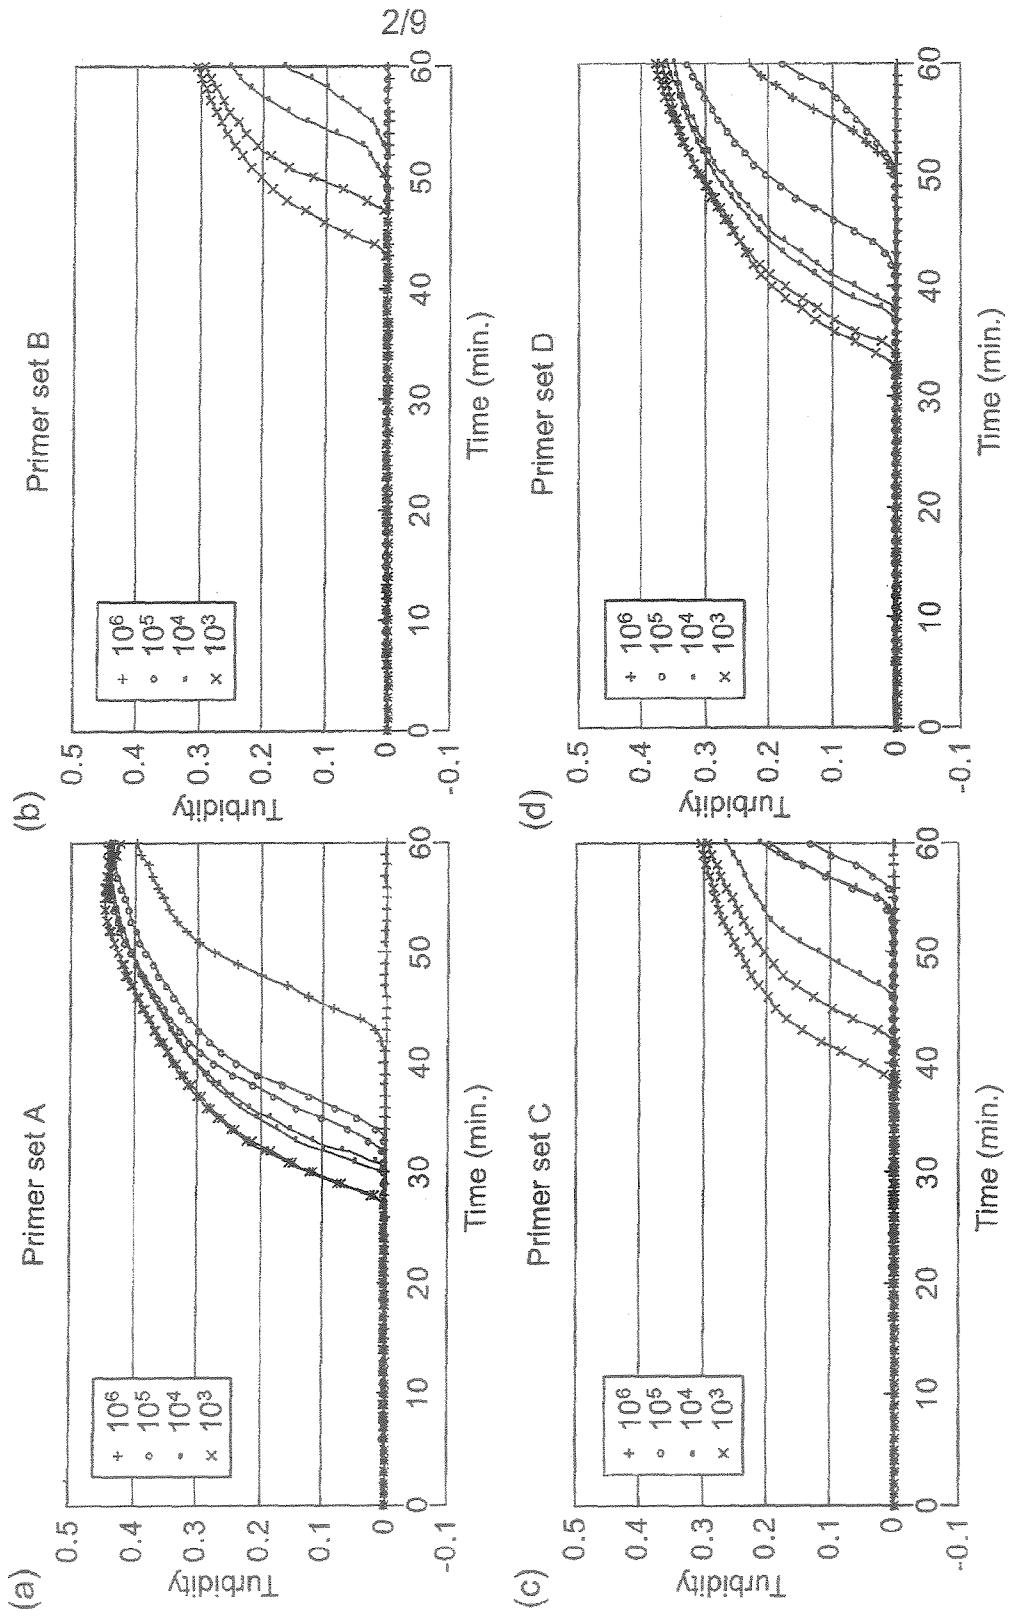 2/9
(a)
Primer set A
Turbidity
0.5
0.4
0.3
0.2
0.1
0
-0.1
+ 10⁶
o 10⁵
▪ 10⁴
× 10³
0 10 20 30 40 50 60
Time (min.)
(b)
Primer set B
Turbidity
0.5
0.4
0.3
0.2
0.1
0
-0.1
+ 10⁶
o 10⁵
▪ 10⁴
× 10³
0 10 20 30 40 50 60
Time (min.)
(c)
Primer set C
Turbidity
0.5
0.4
0.3
0.2
0.1
0
-0.1
+ 10⁶
o 10⁵
▪ 10⁴
× 10³
0 10 20 30 40 50 60
Time (min.)
(d)
Primer set D
Turbidity
0.5
0.4
0.3
0.2
0.1
0
-0.1
+ 10⁶
o 10⁵
▪ 10⁴
× 10³
0 10 20 30 40 50 60
Time (min.)